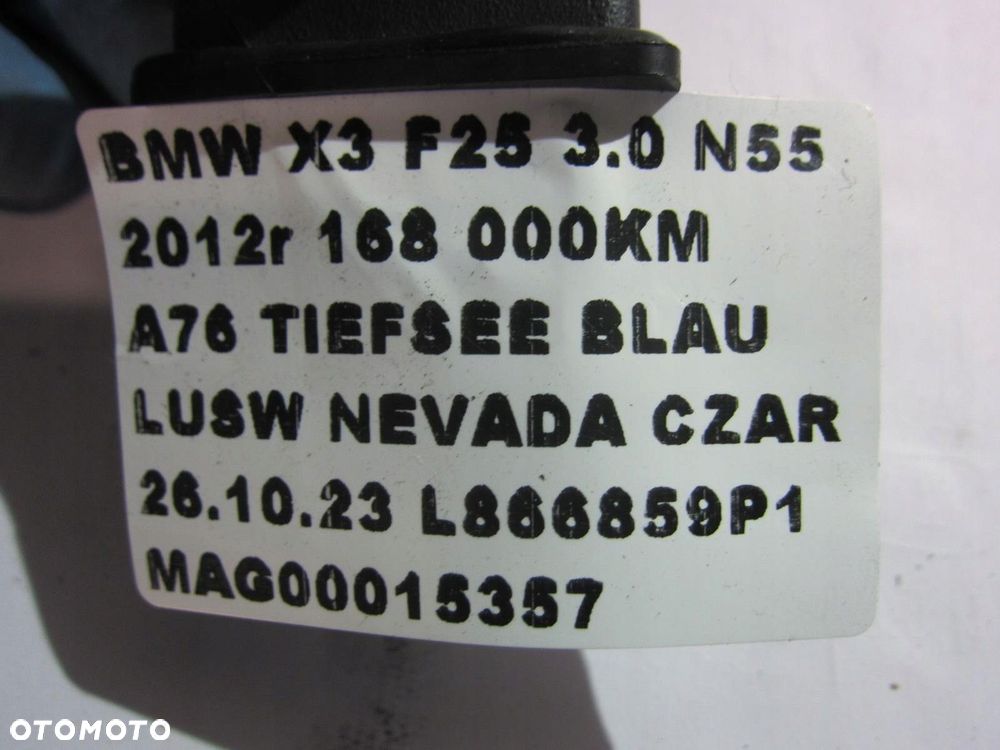 BMW X3 F25 3.0 N55
2012r 168 000KM
A76 TIEFSEE BLAU
LUSW NEVADA CZAR
26.10.23 L866859P1
MAG00015357
OTOMOTO